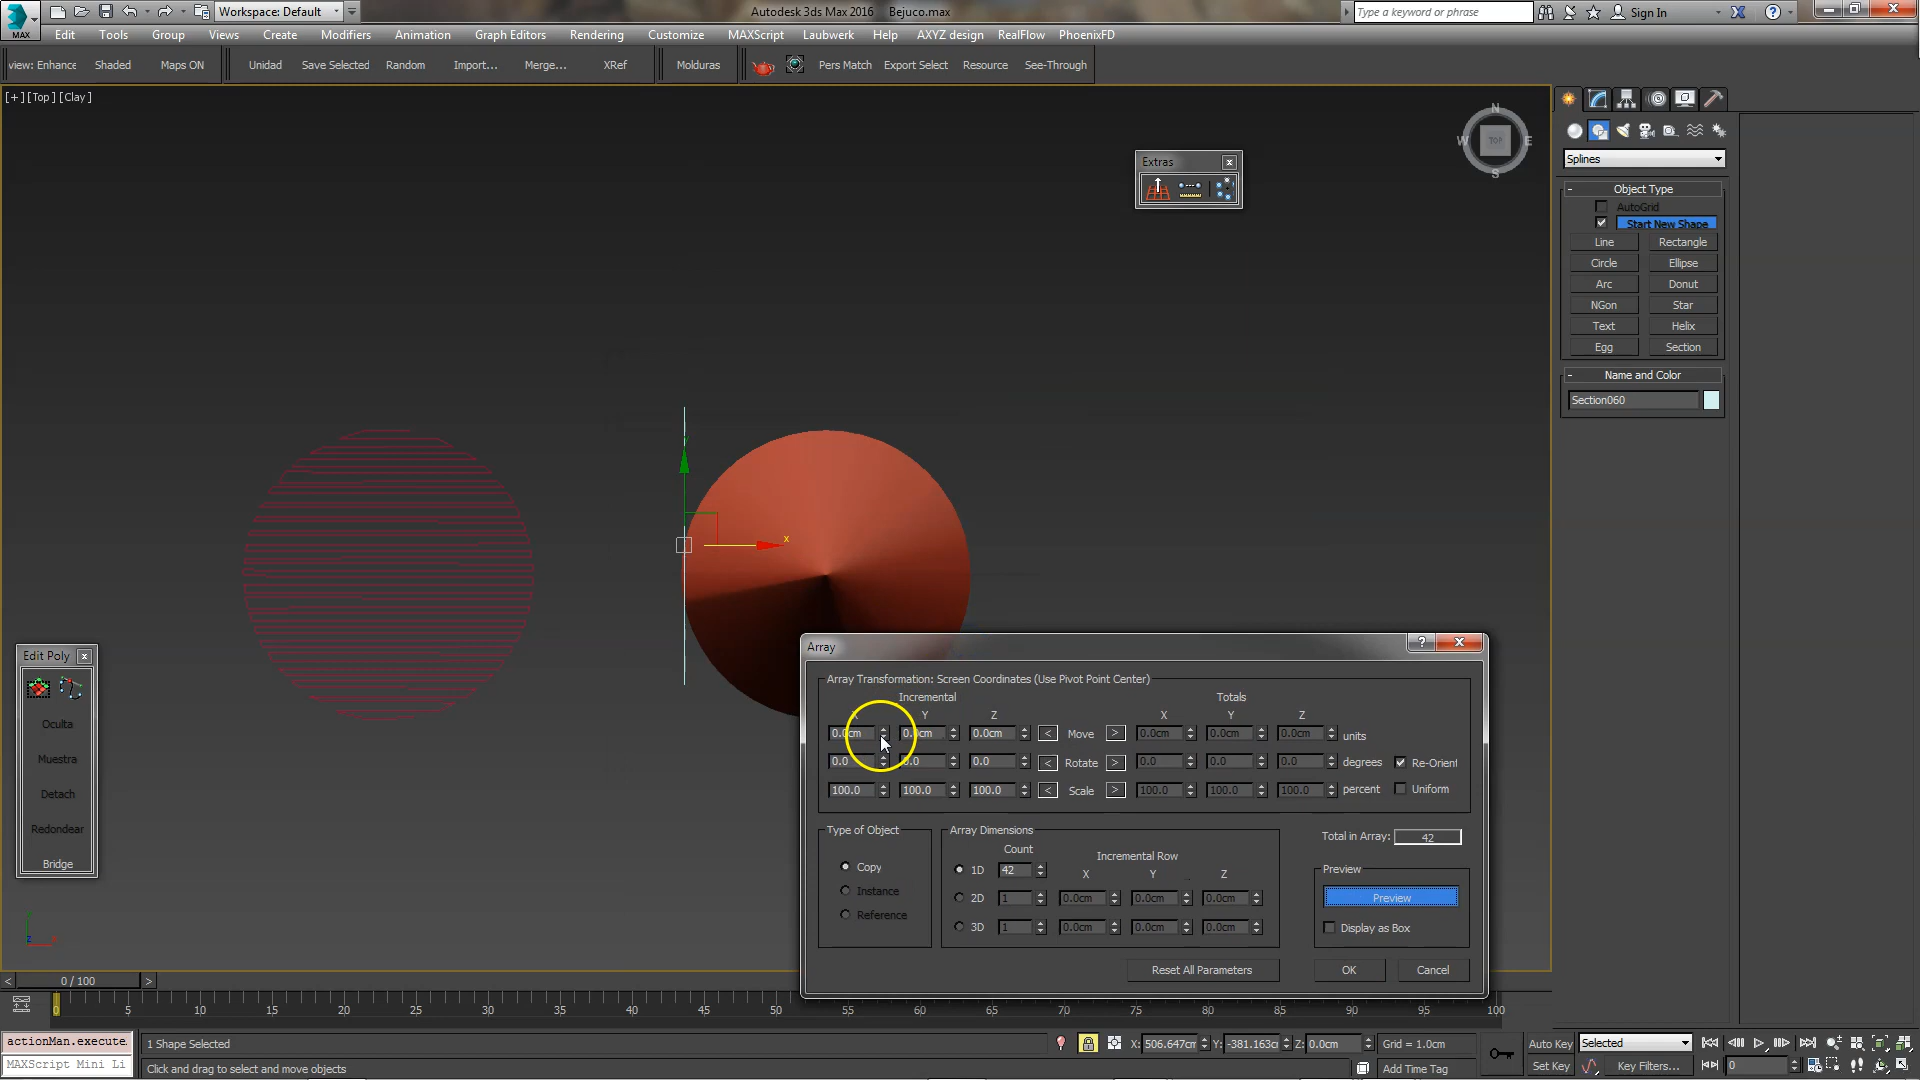 MAX
Workspace: Default
Autodesk 3ds Max 2016    Bejuco.max
Type a keyword or phrase
Sign In
Edit Tools Group Views Create Modifiers Animation Graph Editors Rendering Customize MAXScript Laubwerk Help AXYZ design RealFlow PhoenixFD
view: Enhance Shaded Maps ON Unidad Save Selected Random Import... Merge... XRef Molduras Pers Match Export Select Resource See-Through
[+] [Top] [Clay]
N
W TOP E
S
Extras
Splines
Object Type
AutoGrid
Start New Shape
Line Rectangle
Circle Ellipse
Arc Donut
NGon Star
Text Helix
Egg Section
Name and Color
Section060
x
Edit Poly
Oculta
Muestra
Detach
Redondear
Bridge
Array
Array Transformation: Screen Coordinates (Use Pivot Point Center)
Incremental Totals
X Y Z X Y Z
0.0cm 0.0cm 0.0cm < Move > 0.0cm 0.0cm 0.0cm units
0.0 0.0 0.0 < Rotate > 0.0 0.0 0.0 degrees Re-Orient
100.0 100.0 100.0 < Scale > 100.0 100.0 100.0 percent Uniform
Type of Object
Copy
Instance
Reference
Array Dimensions
Count
Incremental Row
X Y Z
1D 42
2D 1 0.0cm 0.0cm 0.0cm
3D 1 0.0cm 0.0cm 0.0cm
Total in Array: 42
Preview
Preview
Display as Box
Reset All Parameters OK Cancel
< 0 / 100 >
0 5 10 15 20 25 30 35 40 45 50 55 60 65 70 75 80 85 90 95 100
actionMan.execute
1 Shape Selected
X: 506.647cm Y: -381.163cm Z: 0.0cm Grid = 1.0cm
Auto Key Selected
MAXScript Mini Li
Click and drag to select and move objects
Add Time Tag
Set Key Key Filters... 0